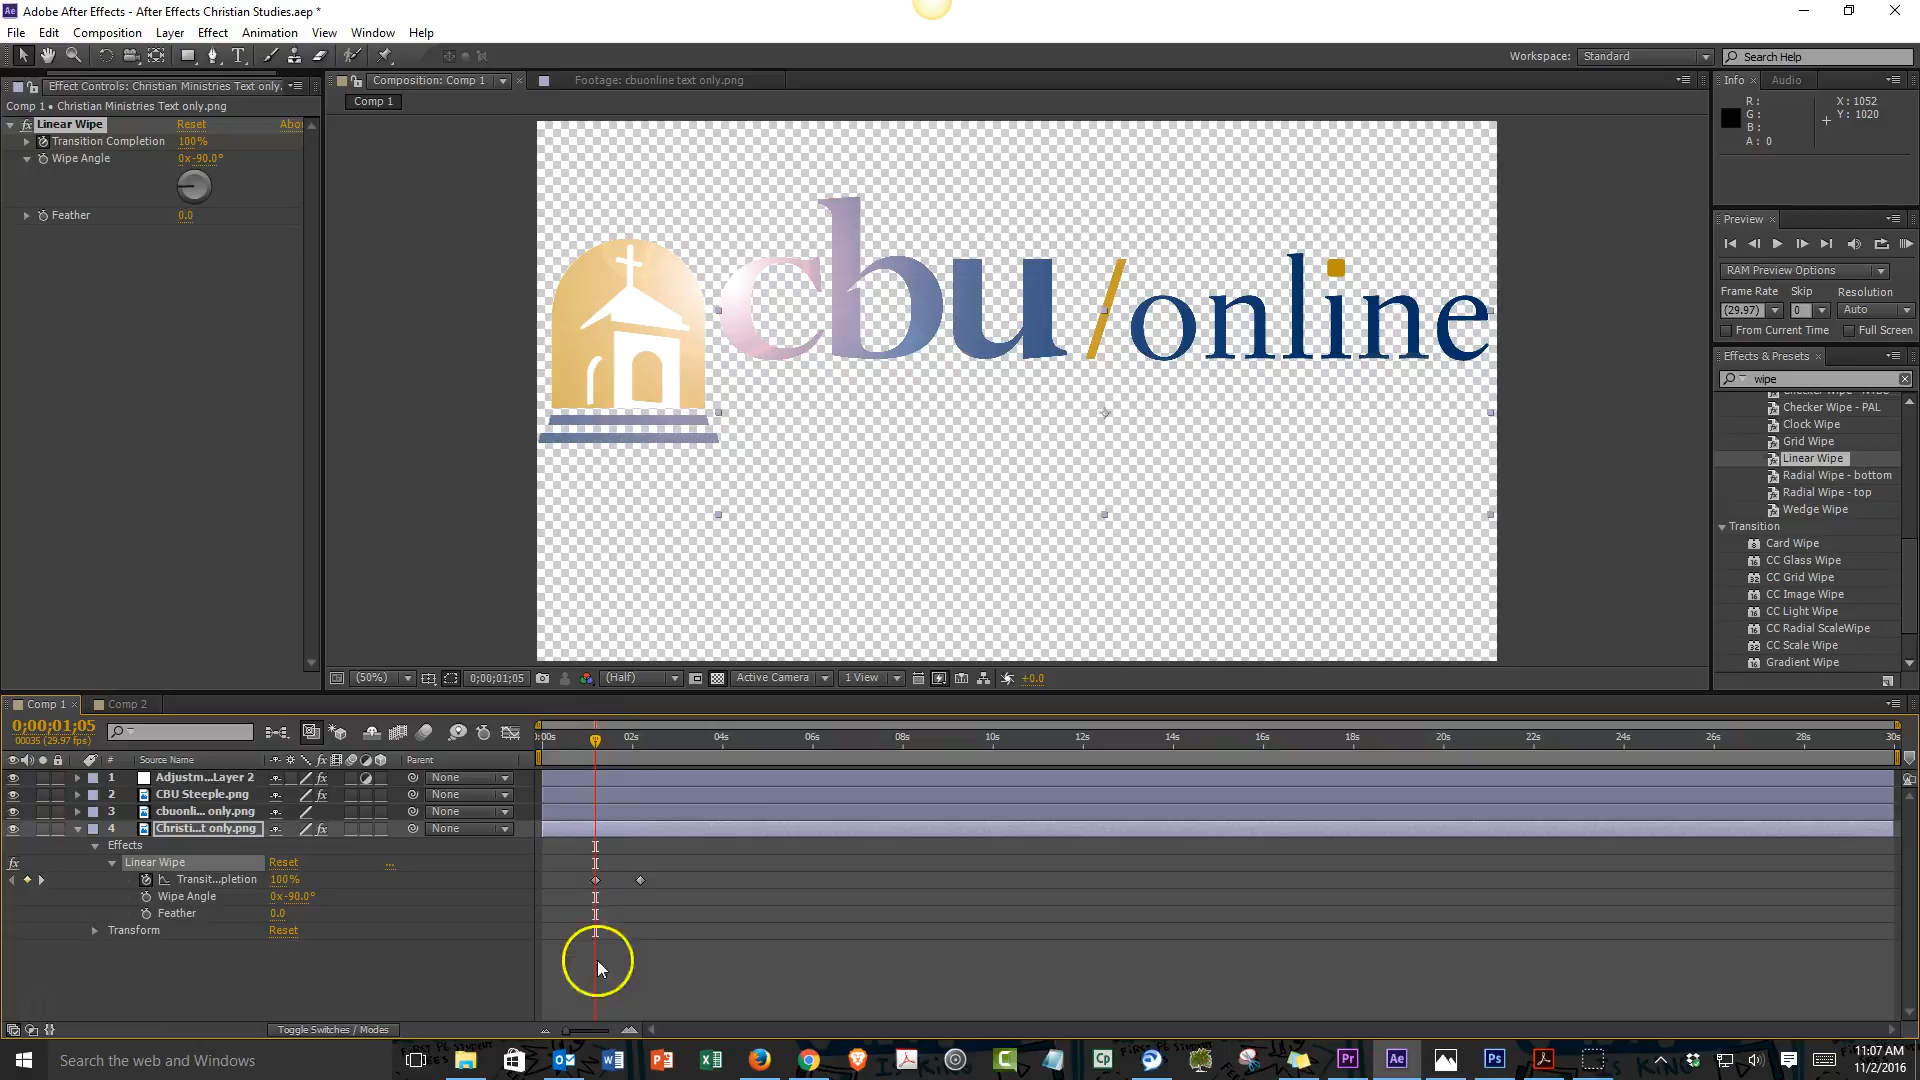 Adobe After Effects - After Effects Christian Studies.aep *
File Edit Composition Layer Effect Animation View Window Help
Workspace: Standard Search Help
Effect Controls: Christian Ministries Text only. Composition: Comp 1 Footage: cbuonline text only.png Info Audio
Comp 1 • Christian Ministries Text only.png
Comp 1
Linear Wipe Reset Abo
Transition Completion 100%
Wipe Angle 0x-90.0°
Feather 0.0
R: X: 1052
G: Y: 1020
B:
A: 0
cbu/online
Preview
RAM Preview Options
Frame Rate Skip Resolution
(29.97) 0 Auto
From Current Time Full Screen
Effects & Presets
wipe
Checker Wipe - PAL
Clock Wipe
Grid Wipe
Linear Wipe
Radial Wipe - bottom
Radial Wipe - top
Wedge Wipe
Transition
Card Wipe
CC Glass Wipe
CC Grid Wipe
CC Image Wipe
CC Light Wipe
CC Radial ScaleWipe
CC Scale Wipe
Gradient Wipe
(50%) 0;00;01;05 (Half) Active Camera 1 View +0.0
Comp 1 Comp 2
0;00;01;05
00035 (29.97 fps)
:00s 02s 04s 06s 08s 10s 12s 14s 16s 18s 20s 22s 24s 26s 28s 30s
# Source Name fx Parent
1 Adjustm...Layer 2 fx None
2 CBU Steeple.png fx None
3 cbuonli... only.png None
4 Christi...t only.png fx None
Effects
fx Linear Wipe Reset ...
Transit...pletion 100%
Wipe Angle 0x-90.0°
Feather 0.0
Transform Reset
Toggle Switches / Modes
Search the web and Windows
11:07 AM
11/2/2016